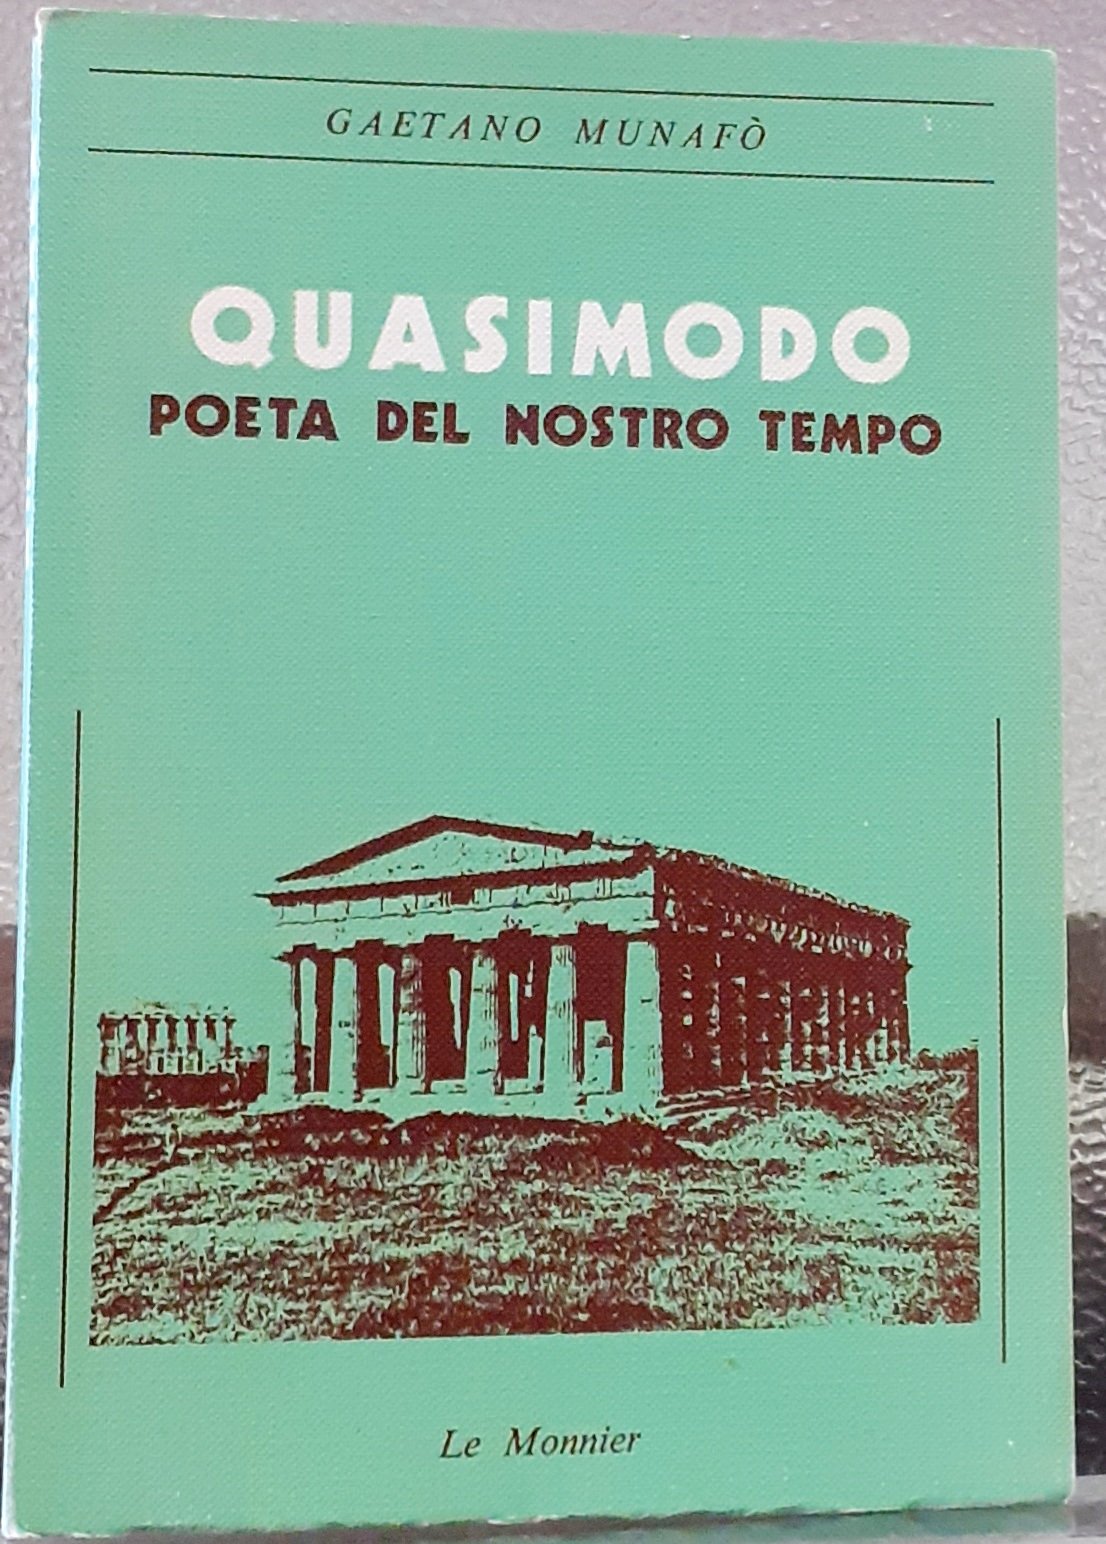 GAETANO MUNAFÒ
QUASIMODO
POETA DEL NOSTRO TEMPO
Le Monnier